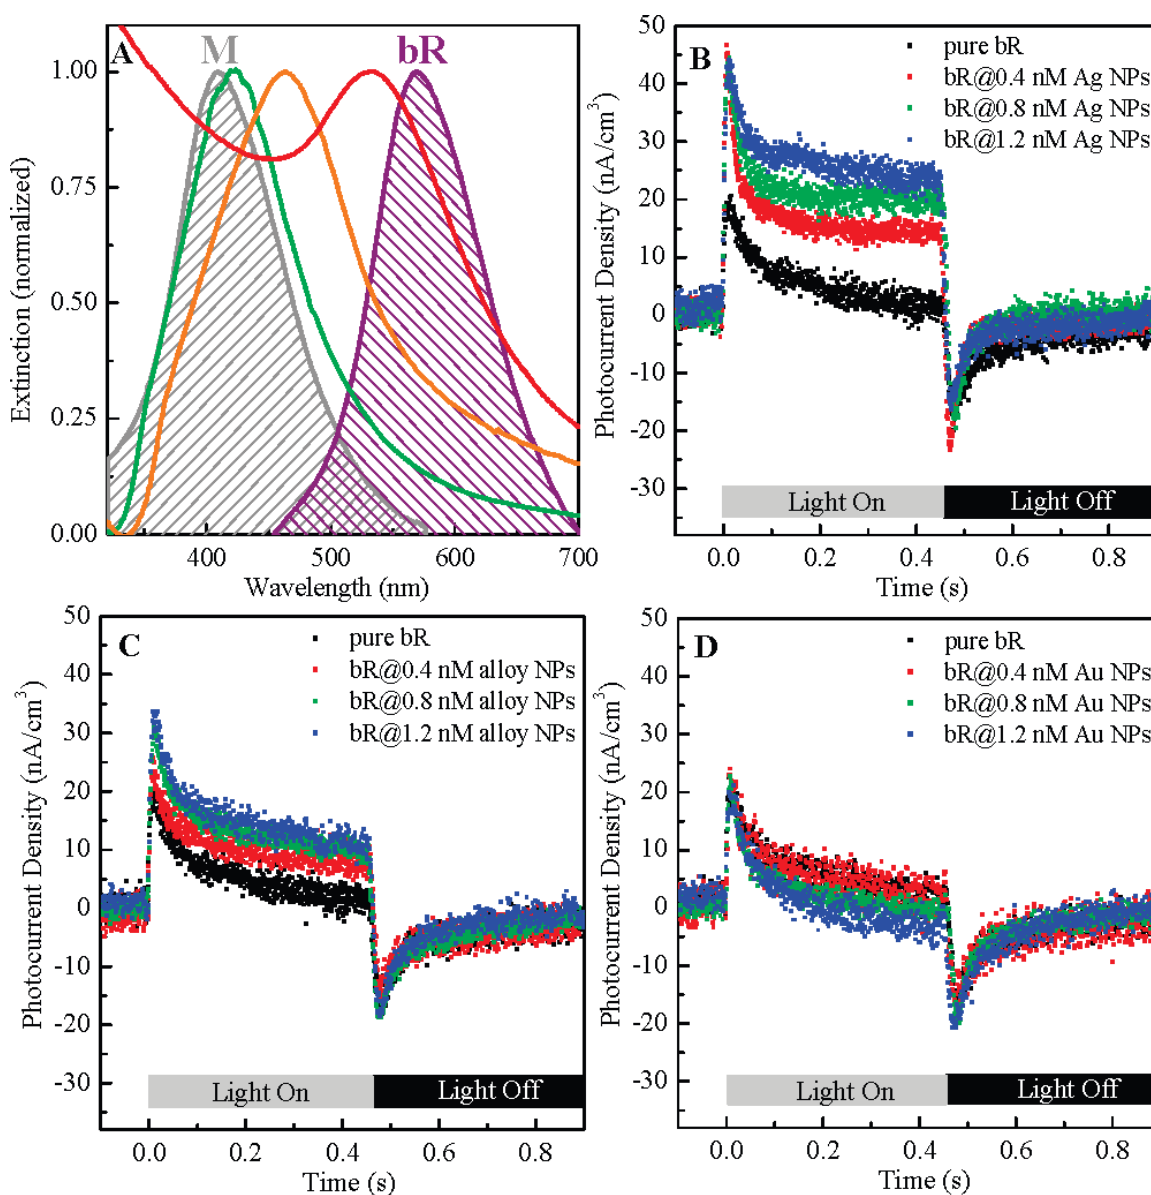 A
M
bR
1.00
0.75
0.50
0.25
0.00
400
500
600
700
Extinction (normalized)
Wavelength (nm)
B
pure bR
bR@0.4 nM Ag NPs
bR@0.8 nM Ag NPs
bR@1.2 nM Ag NPs
50
40
30
20
10
0
-10
-20
-30
Photocurrent Density (nA/cm³)
Light On
Light Off
0.0
0.2
0.4
0.6
0.8
Time (s)
C
pure bR
bR@0.4 nM alloy NPs
bR@0.8 nM alloy NPs
bR@1.2 nM alloy NPs
50
40
30
20
10
0
-10
-20
-30
Photocurrent Density (nA/cm³)
Light On
Light Off
0.0
0.2
0.4
0.6
0.8
Time (s)
D
pure bR
bR@0.4 nM Au NPs
bR@0.8 nM Au NPs
bR@1.2 nM Au NPs
50
40
30
20
10
0
-10
-20
-30
Photocurrent Density (nA/cm³)
Light On
Light Off
0.0
0.2
0.4
0.6
0.8
Time (s)